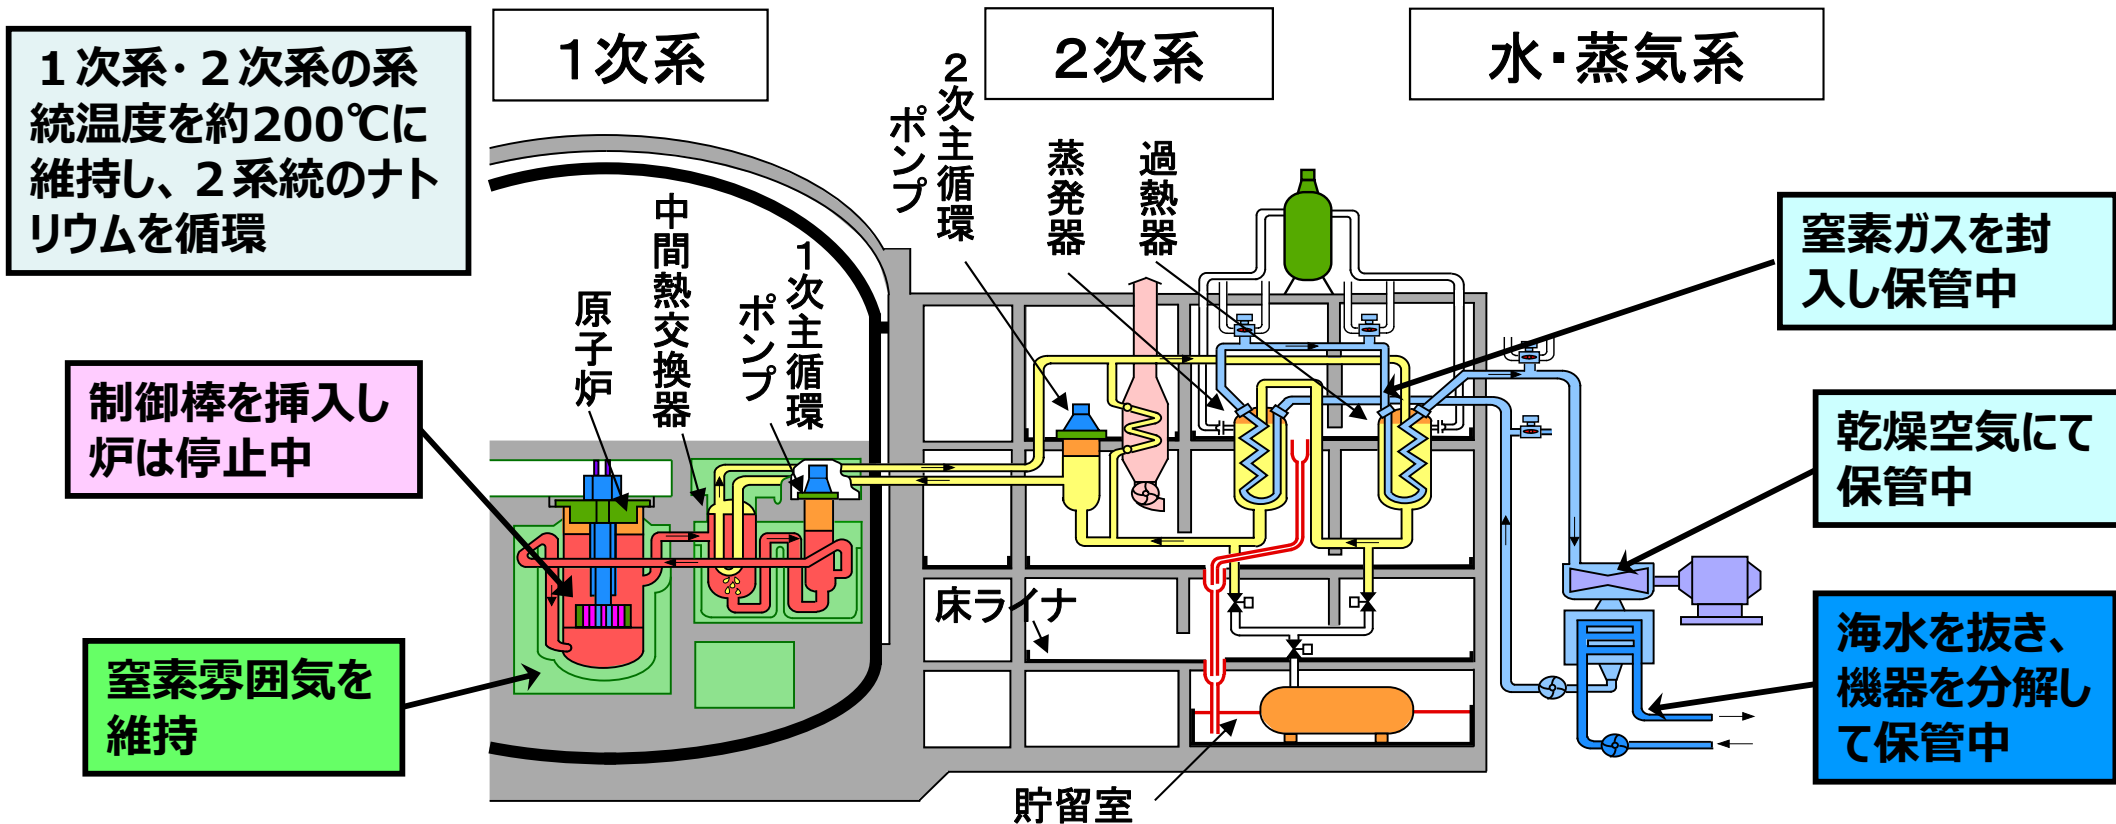 １次系・２次系の系
統温度を約200℃に
維持し、２系統のナト
リウムを循環
１次系
２次系
水・蒸気系
２次主循環
ポンプ
蒸発器
過熱器
中間熱交換器
１次主循環
ポンプ
原子炉
窒素ガスを封
入し保管中
制御棒を挿入し
炉は停止中
乾燥空気にて
保管中
床ライナ
窒素雰囲気を
維持
海水を抜き、
機器を分解し
て保管中
貯留室